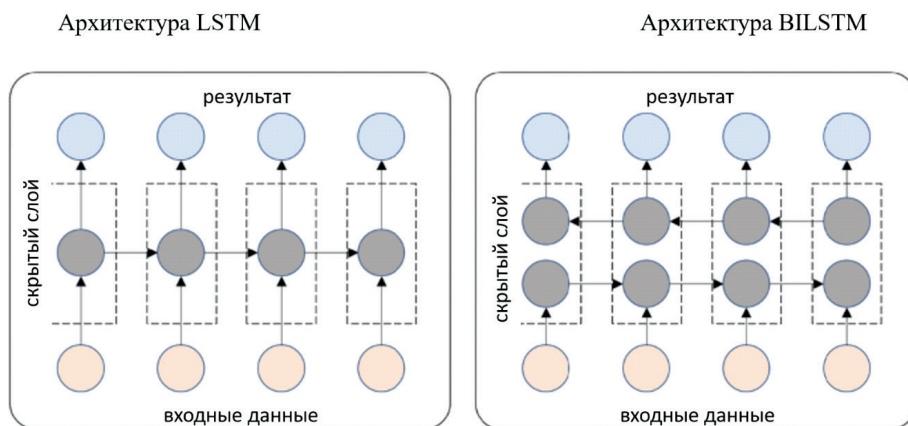 Архитектура LSTM
Архитектура BILSTM
результат
скрытый слой
входные данные
результат
скрытый слой
входные данные